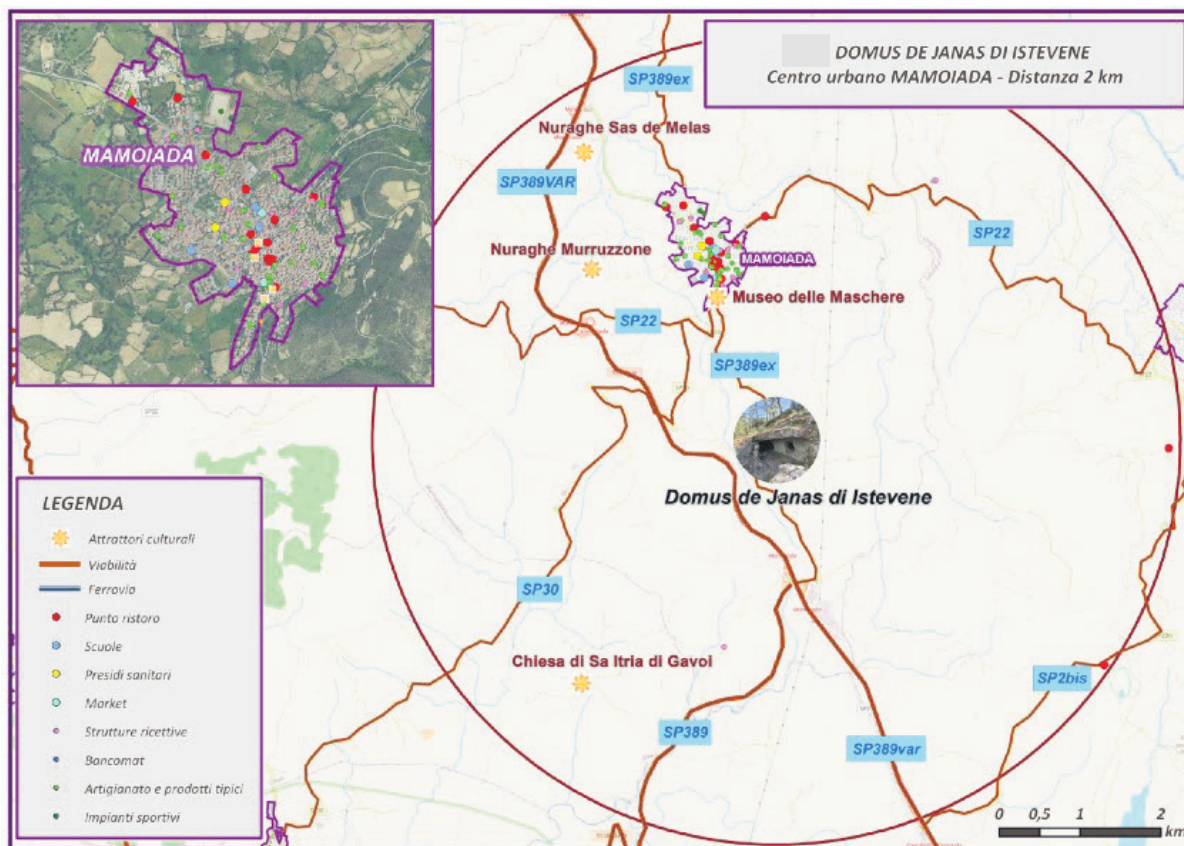 DOMUS DE JANAS DI ISTEVENE
Centro urbano MAMOIADA - Distanza 2 km
MAMOIADA
SP389ex
Nuraghe Sas de Melas
SP389VAR
SP22
Nuraghe Murruzzone
MAMOIADA
Museo delle Maschere
SP22
SP389ex
Domus de Janas di Istevene
SP30
Chiesa di Sa Itria di Gavoi
SP2bis
SP389
SP389var
LEGENDA
Attrattori culturali
Viabilità
Ferrovia
Punto ristoro
Scuole
Presidi sanitari
Market
Strutture ricettive
Bancomat
Artigianato e prodotti tipici
Impianti sportivi
0 0,5 1 2
km